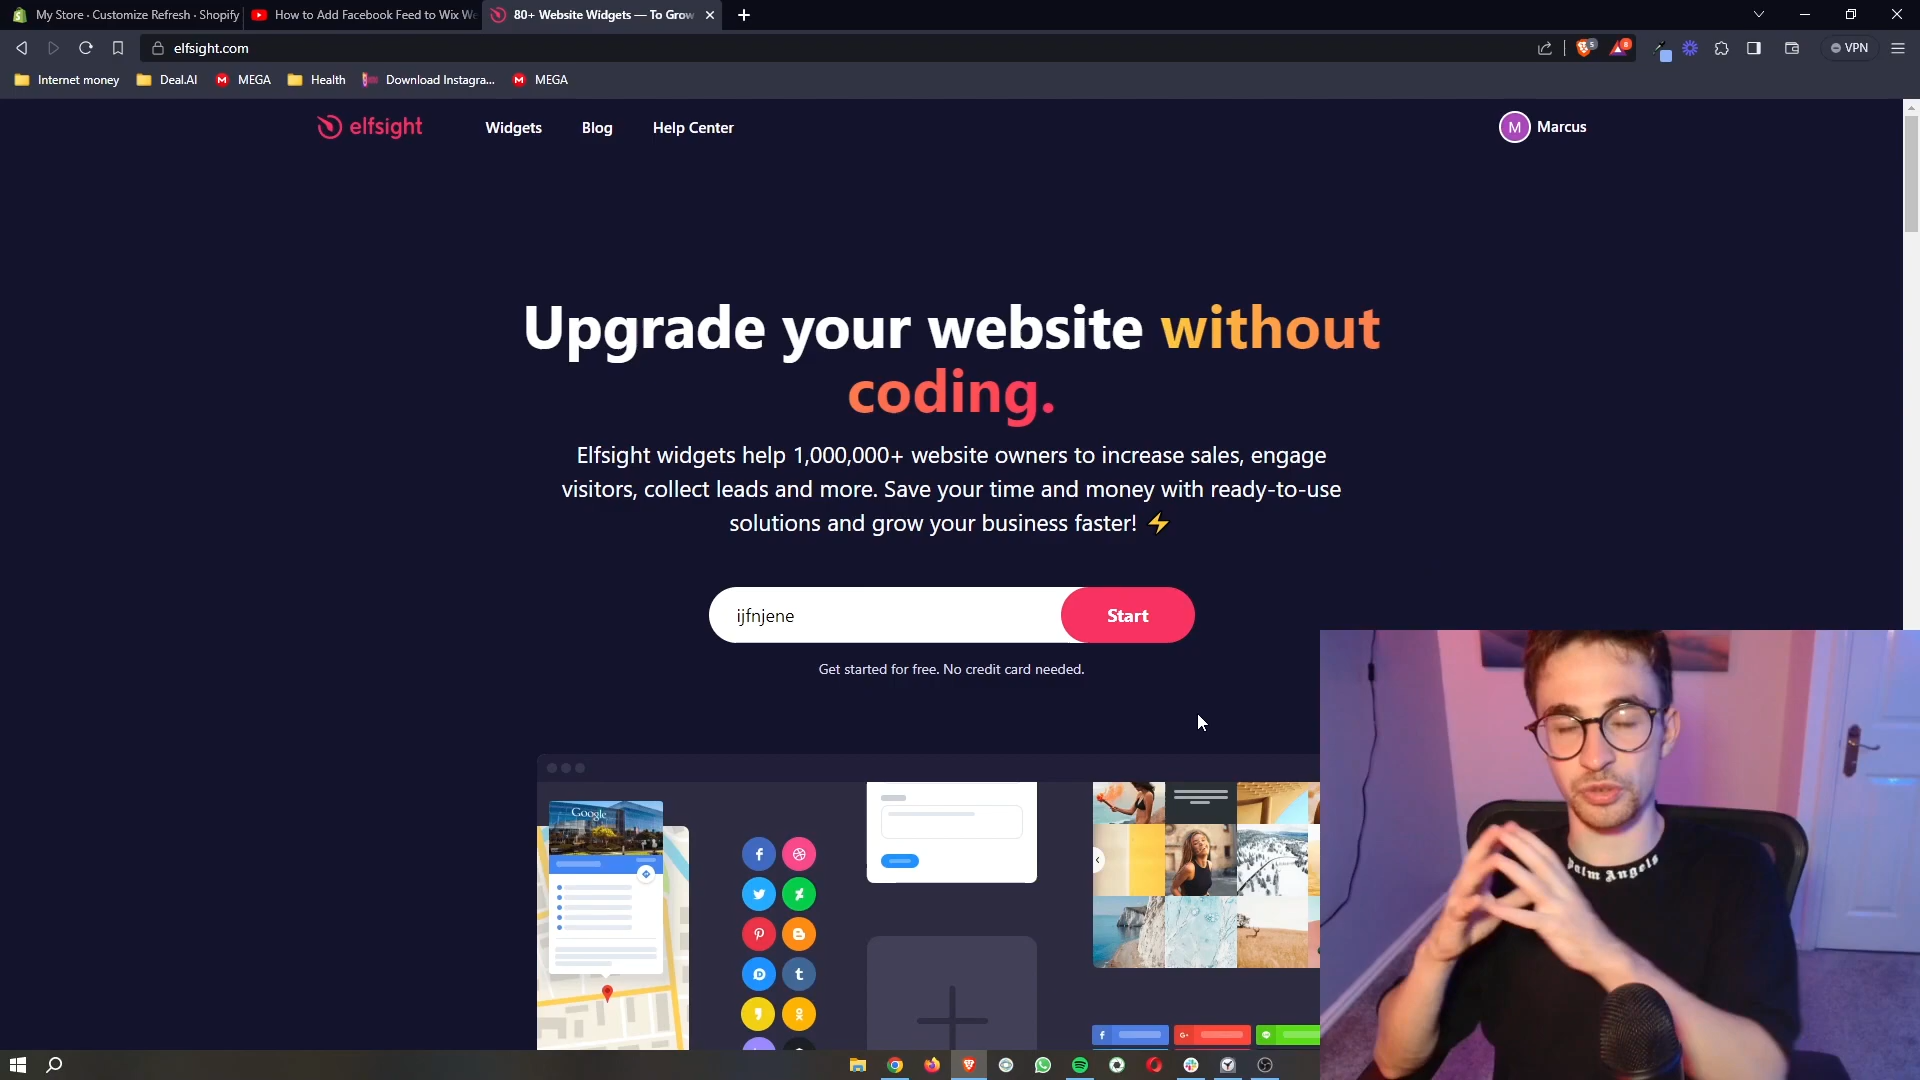 My Store · Customize Refresh · Shopify
How to Add Facebook Feed to Wix We
80+ Website Widgets — To Grow
elfsight.com
VPN
Internet money
Deal.AI
MEGA
Health
Download Instagra...
MEGA
elfsight
Widgets
Blog
Help Center
M
Marcus
Upgrade your website without
coding.
Elfsight widgets help 1,000,000+ website owners to increase sales, engage
visitors, collect leads and more. Save your time and money with ready-to-use
solutions and grow your business faster! ⚡
ijfnjene
Start
Get started for free. No credit card needed.
Google
Palm Angels